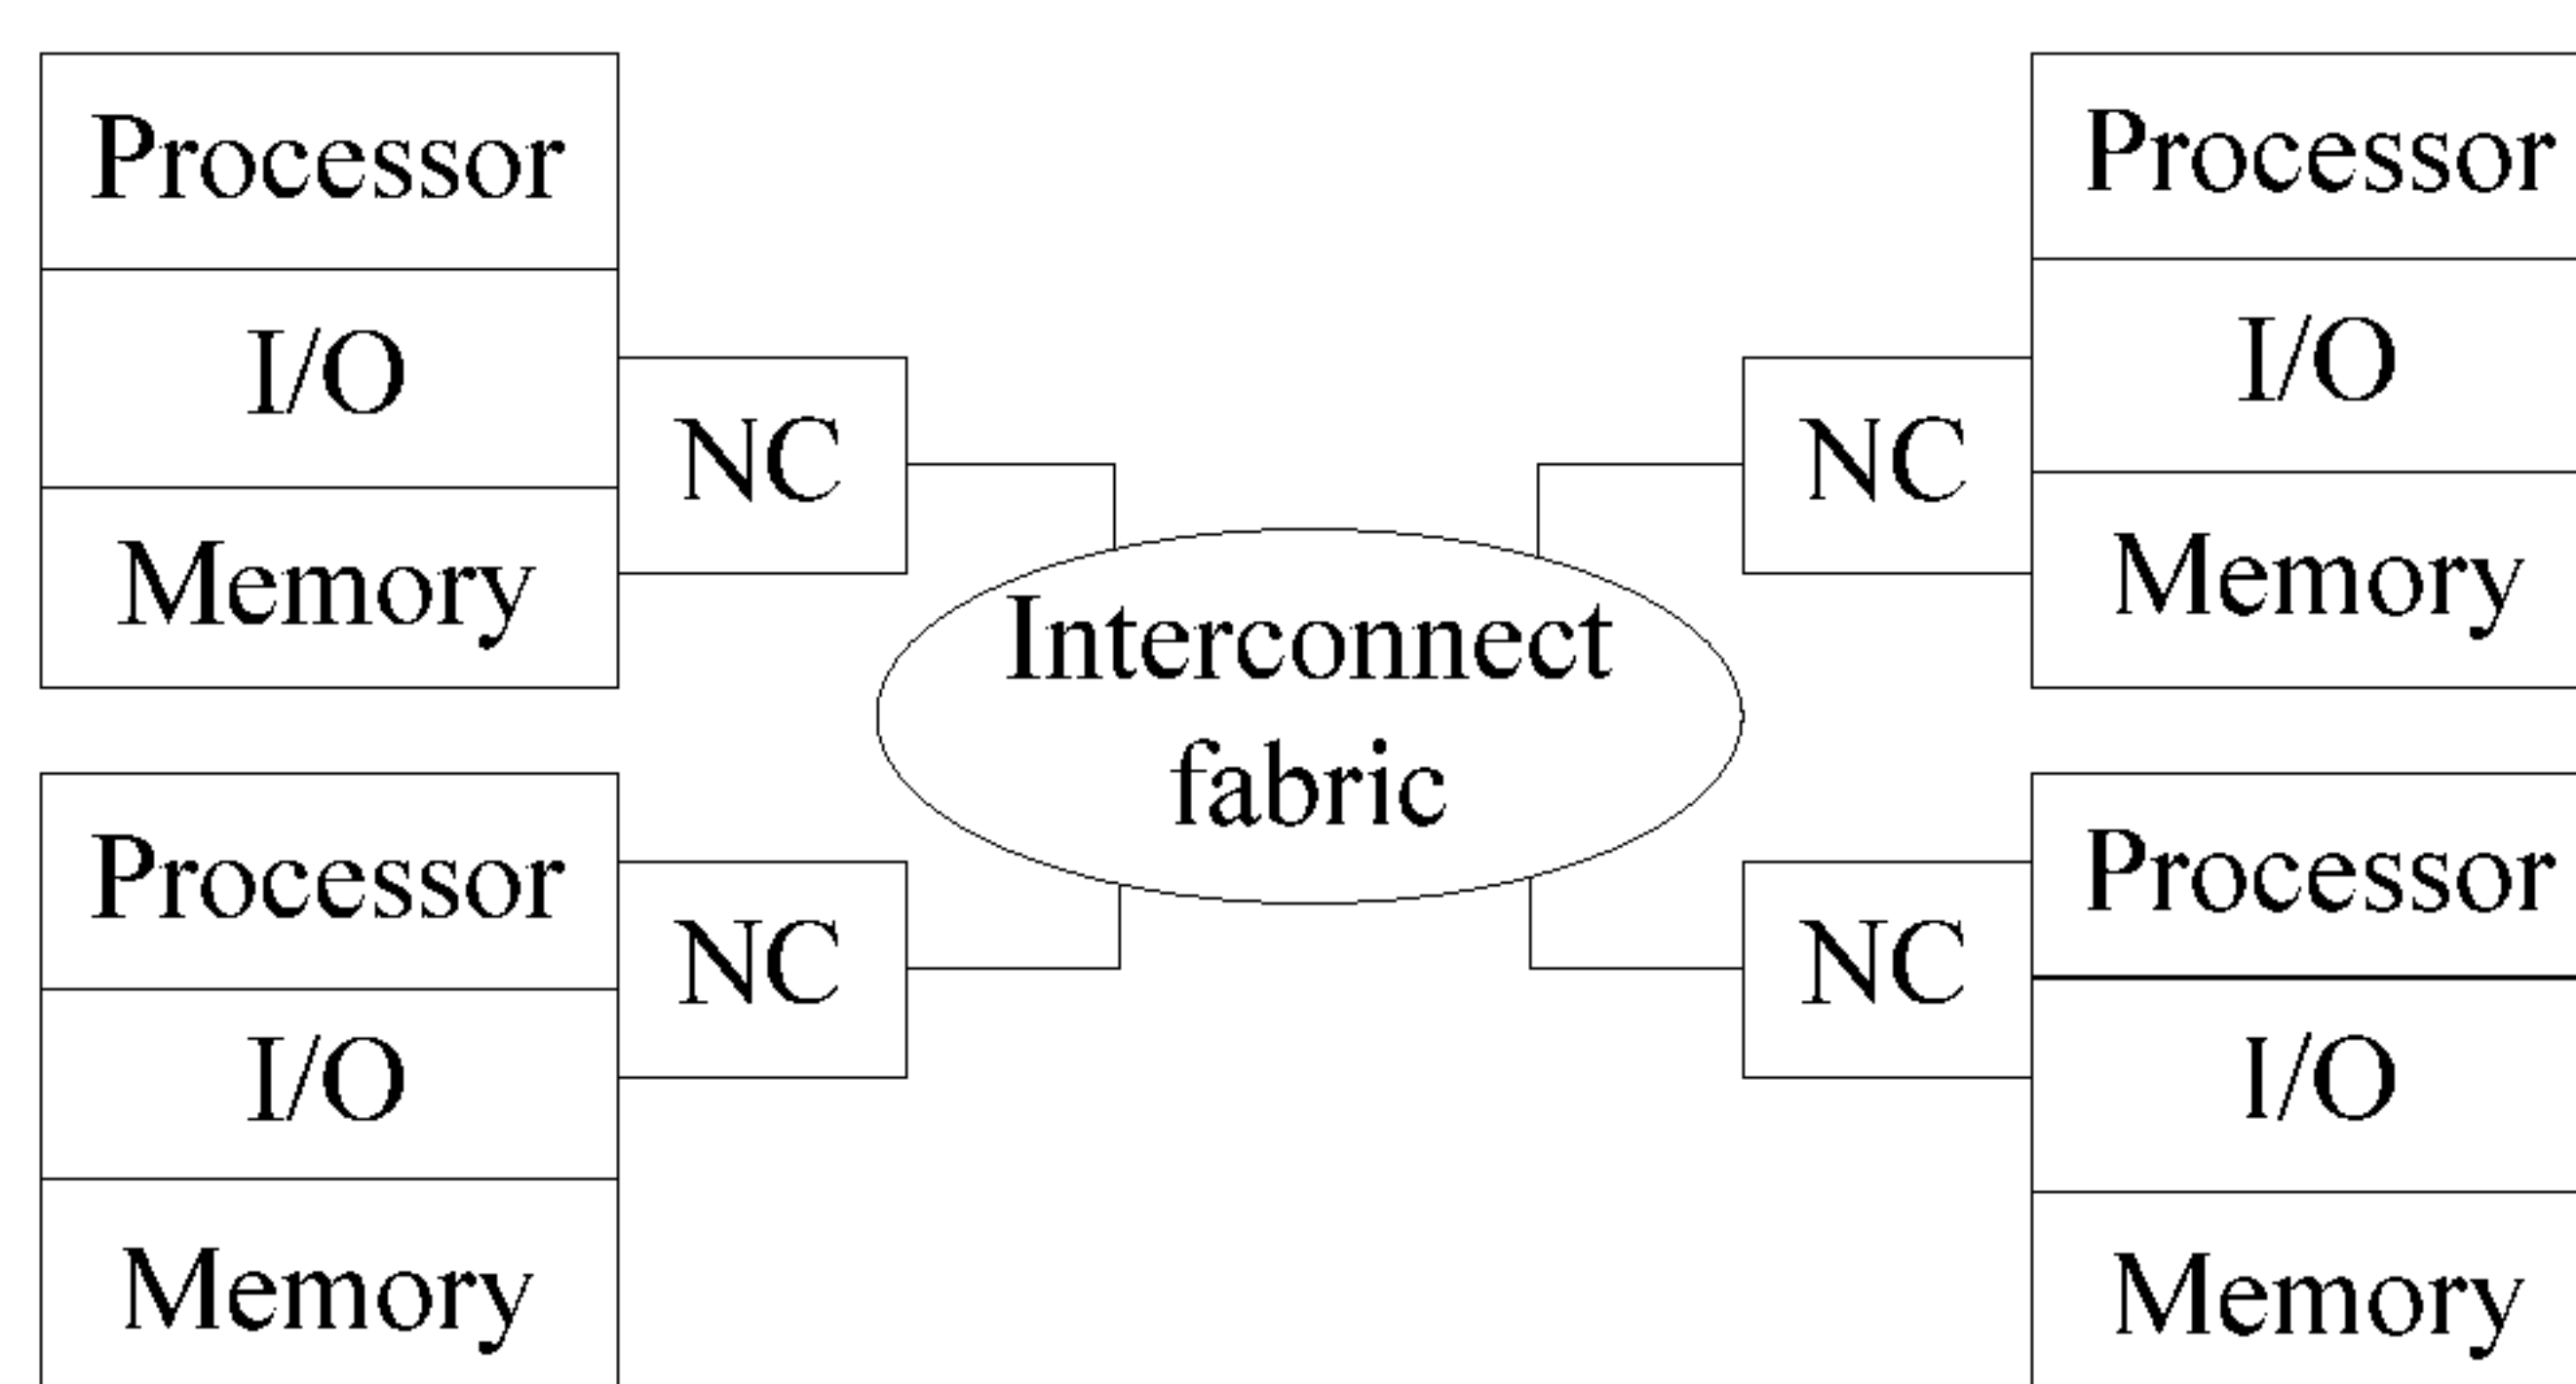 Processor
I/O
Memory
NC
Processor
I/O
Memory
NC
Interconnect
fabric
Processor
I/O
Memory
NC
Processor
I/O
Memory
NC